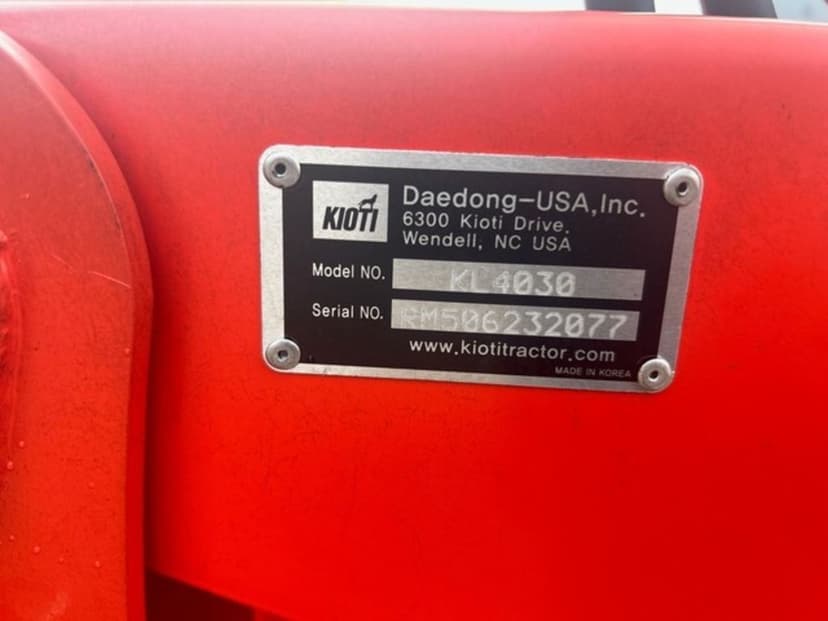 KIOTI
Daedong-USA,Inc.
6300 Kioti Drive.
Wendell, NC USA
Model NO. KL4030
Serial NO. RM506232077
www.kiotitractor.com
MADE IN KOREA